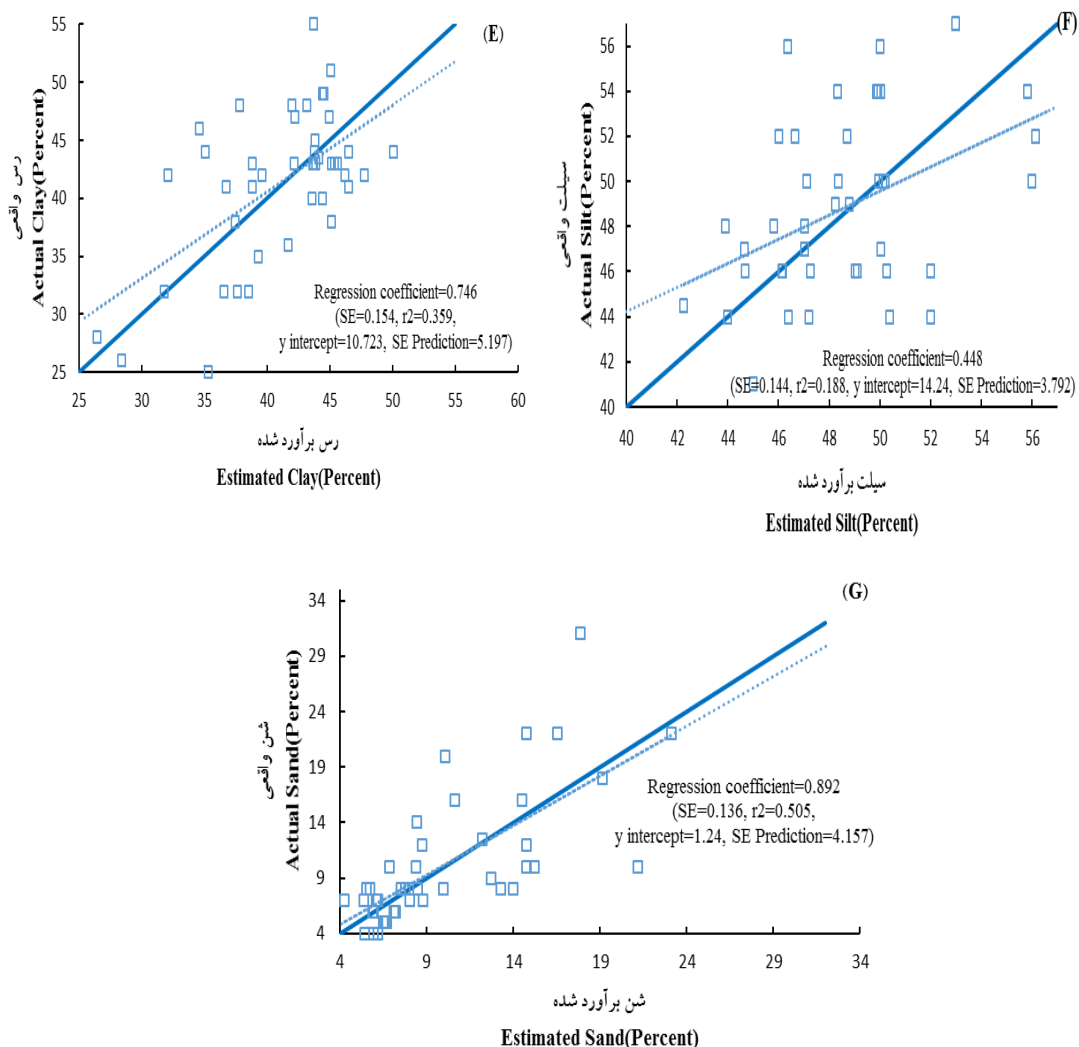 (E)
55
50
45
40
35
30
25
رس واقعی
Actual Clay(Percent)
Regression coefficient=0.746
(SE=0.154, r2=0.359,
y intercept=10.723, SE Prediction=5.197)
25 30 35 40 45 50 55 60
رس برآورد شده
Estimated Clay(Percent)
(F)
56
54
52
50
48
46
44
42
40
سیلت واقعی
Actual Silt(Percent)
Regression coefficient=0.448
(SE=0.144, r2=0.188, y intercept=14.24, SE Prediction=3.792)
40 42 44 46 48 50 52 54 56
سیلت برآورد شده
Estimated Silt(Percent)
(G)
34
29
24
19
14
9
4
شن واقعی
Actual Sand(Percent)
Regression coefficient=0.892
(SE=0.136, r2=0.505,
y intercept=1.24, SE Prediction=4.157)
4 9 14 19 24 29 34
شن برآورد شده
Estimated Sand(Percent)